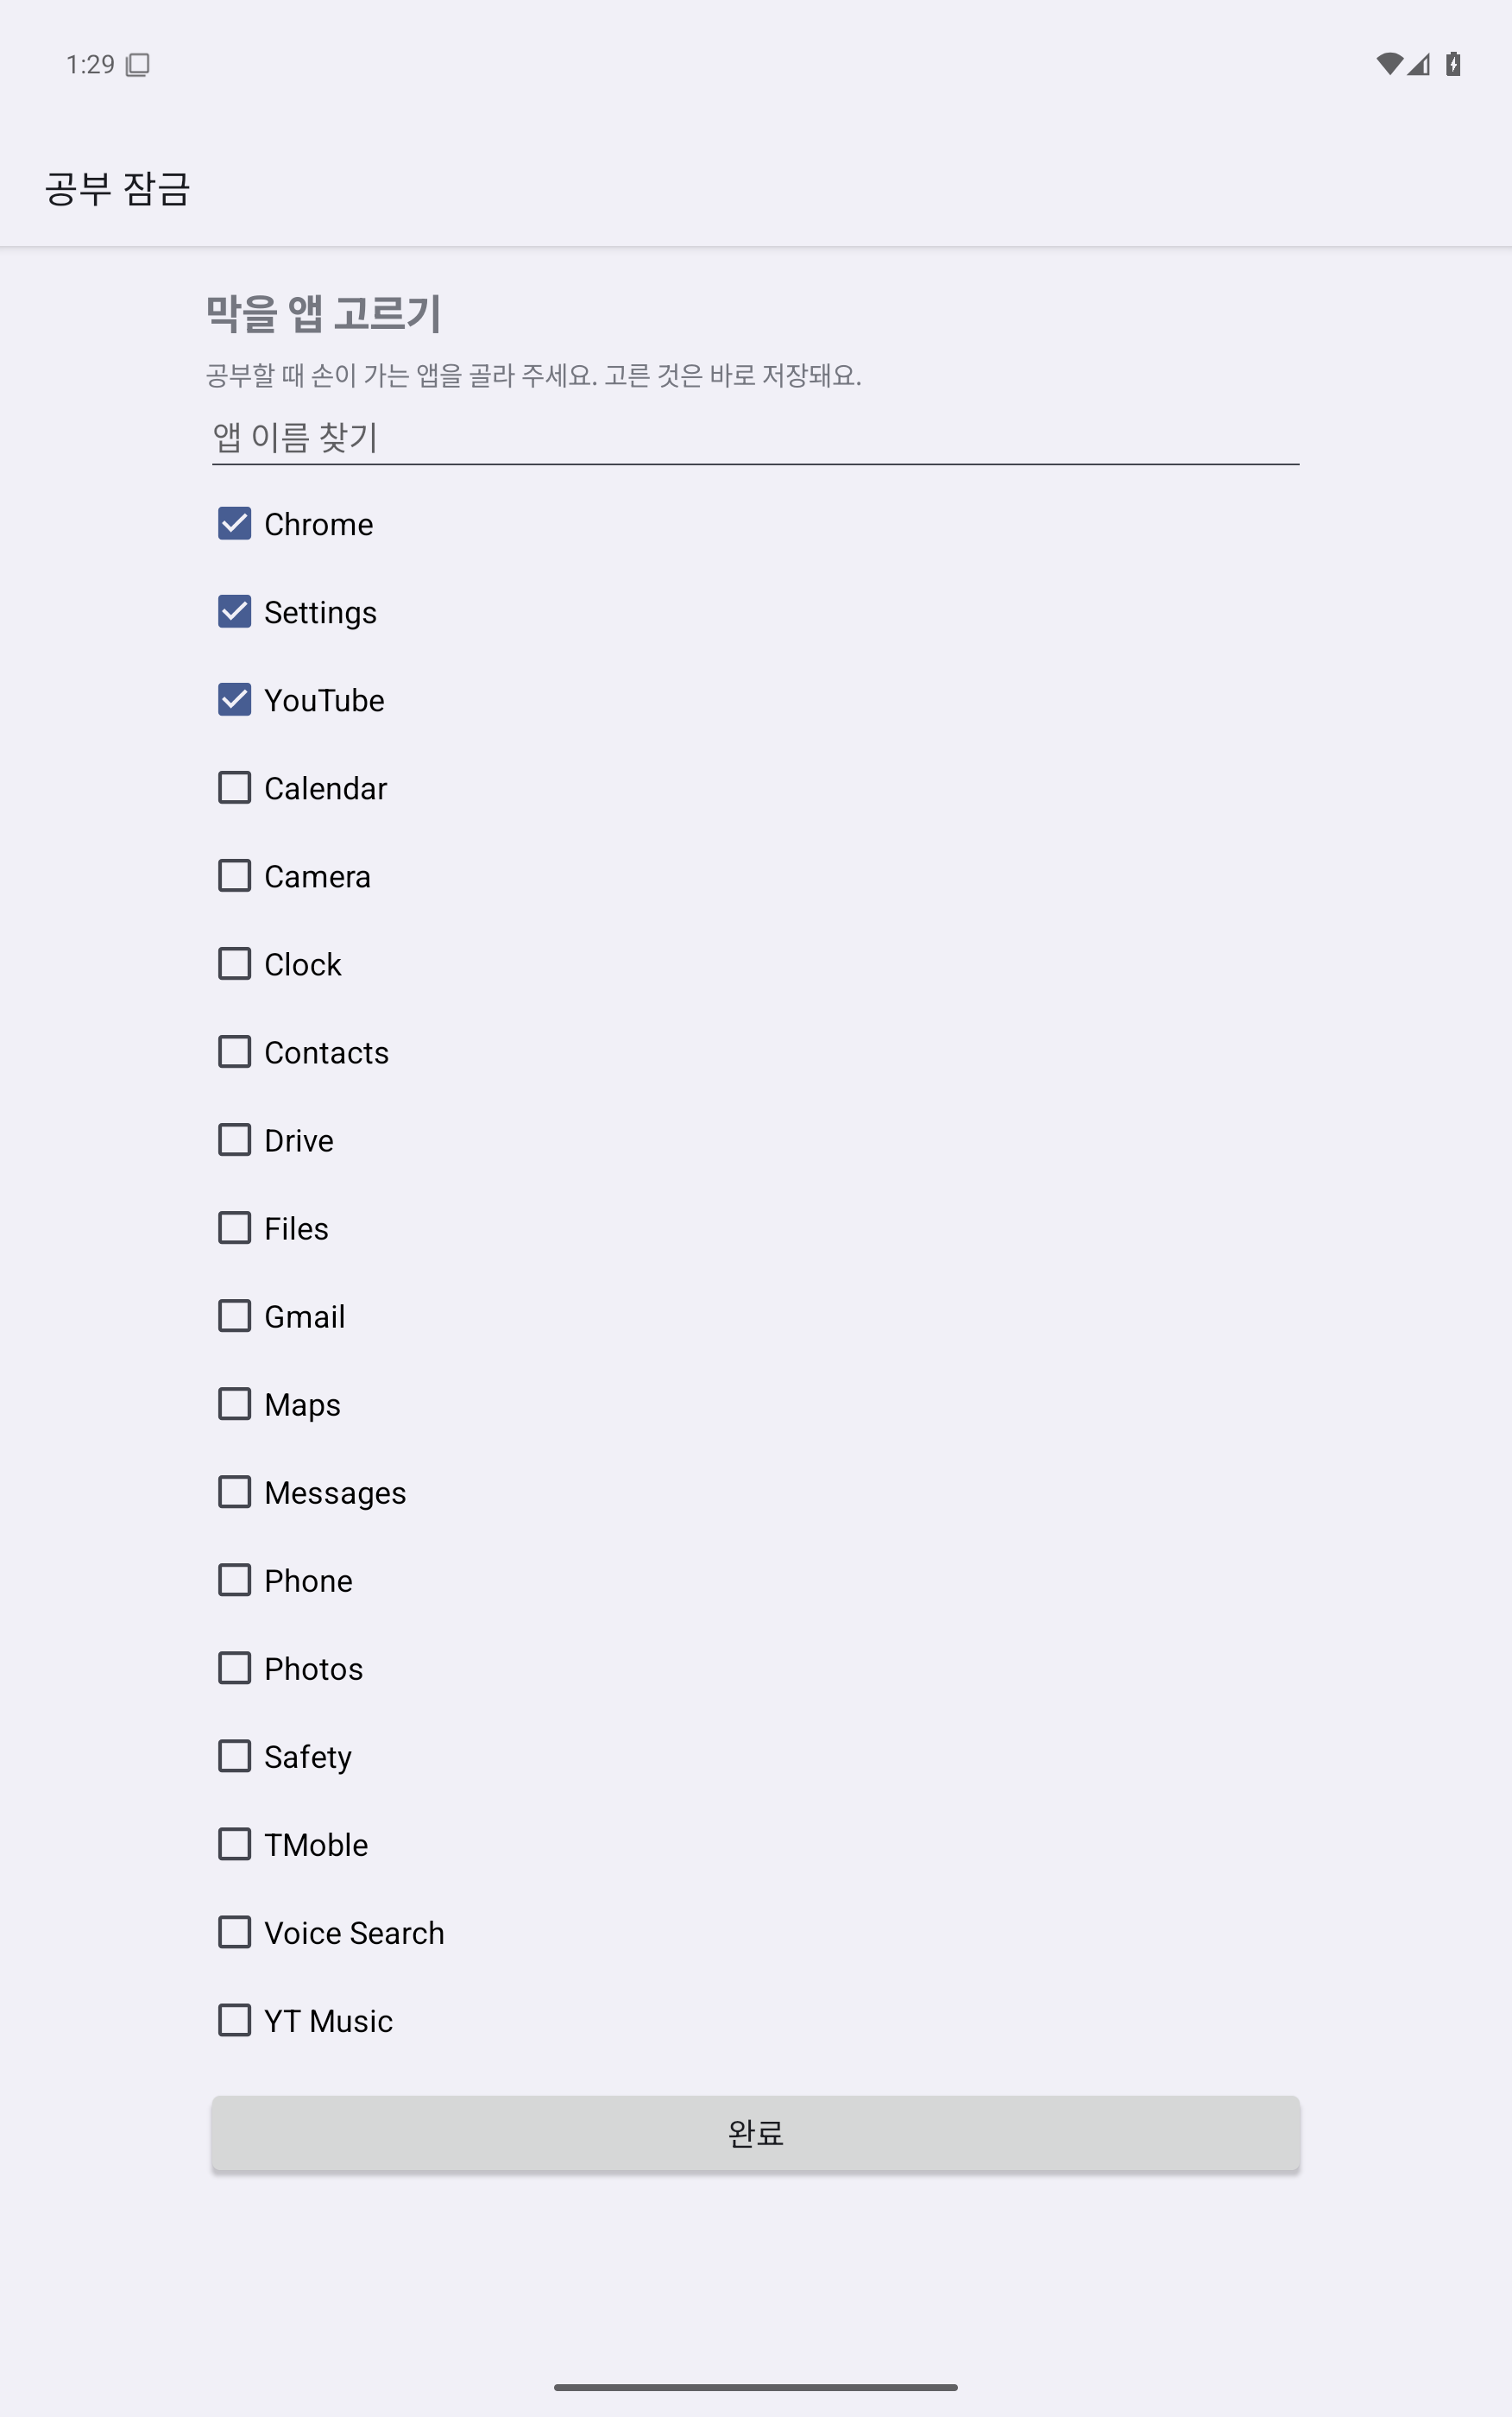 1:29
공부 잠금
막을 앱 고르기
공부할 때 손이 가는 앱을 골라 주세요. 고른 것은 바로 저장돼요.
앱 이름 찾기
Chrome
Settings
YouTube
Calendar
Camera
Clock
Contacts
Drive
Files
Gmail
Maps
Messages
Phone
Photos
Safety
TMoble
Voice Search
YT Music
완료